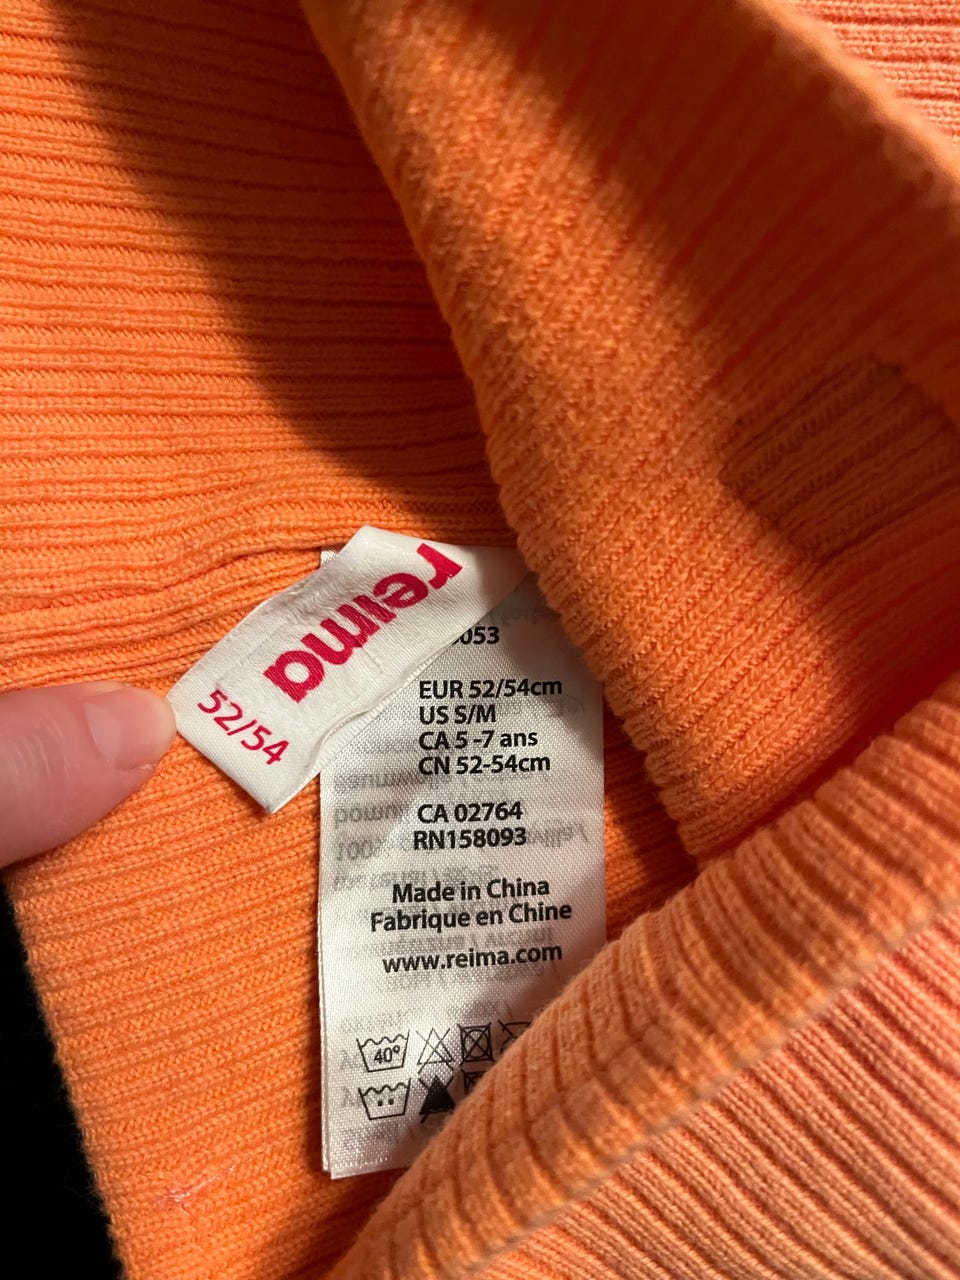 reima
52/54
053
EUR 52/54cm
US S/M
CA 5 -7 ans
CN 52-54cm
CA 02764
RN158093
Made in China
Fabrique en Chine
www.reima.com
40°